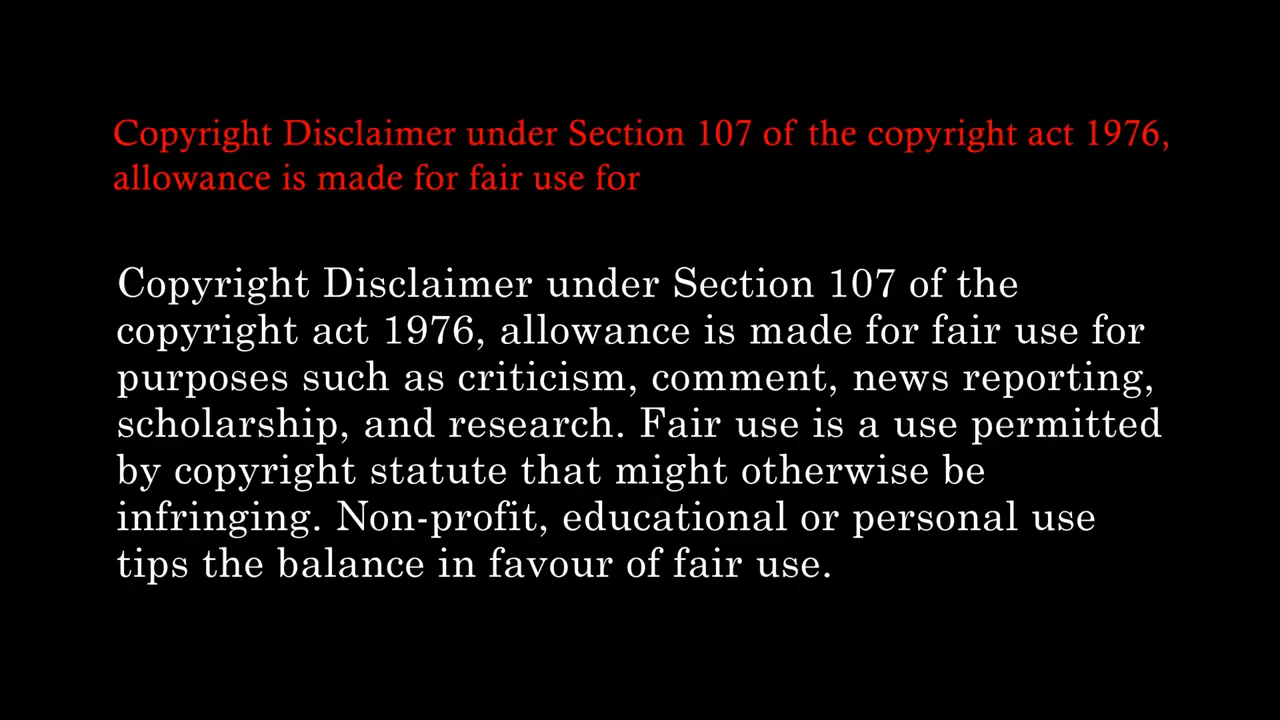 Copyright Disclaimer under Section 107 of the copyright act 1976,
allowance is made for fair use for
Copyright Disclaimer under Section 107 of the
copyright act 1976, allowance is made for fair use for
purposes such as criticism, comment, news reporting,
scholarship, and research. Fair use is a use permitted
by copyright statute that might otherwise be
infringing. Non-profit, educational or personal use
tips the balance in favour of fair use.